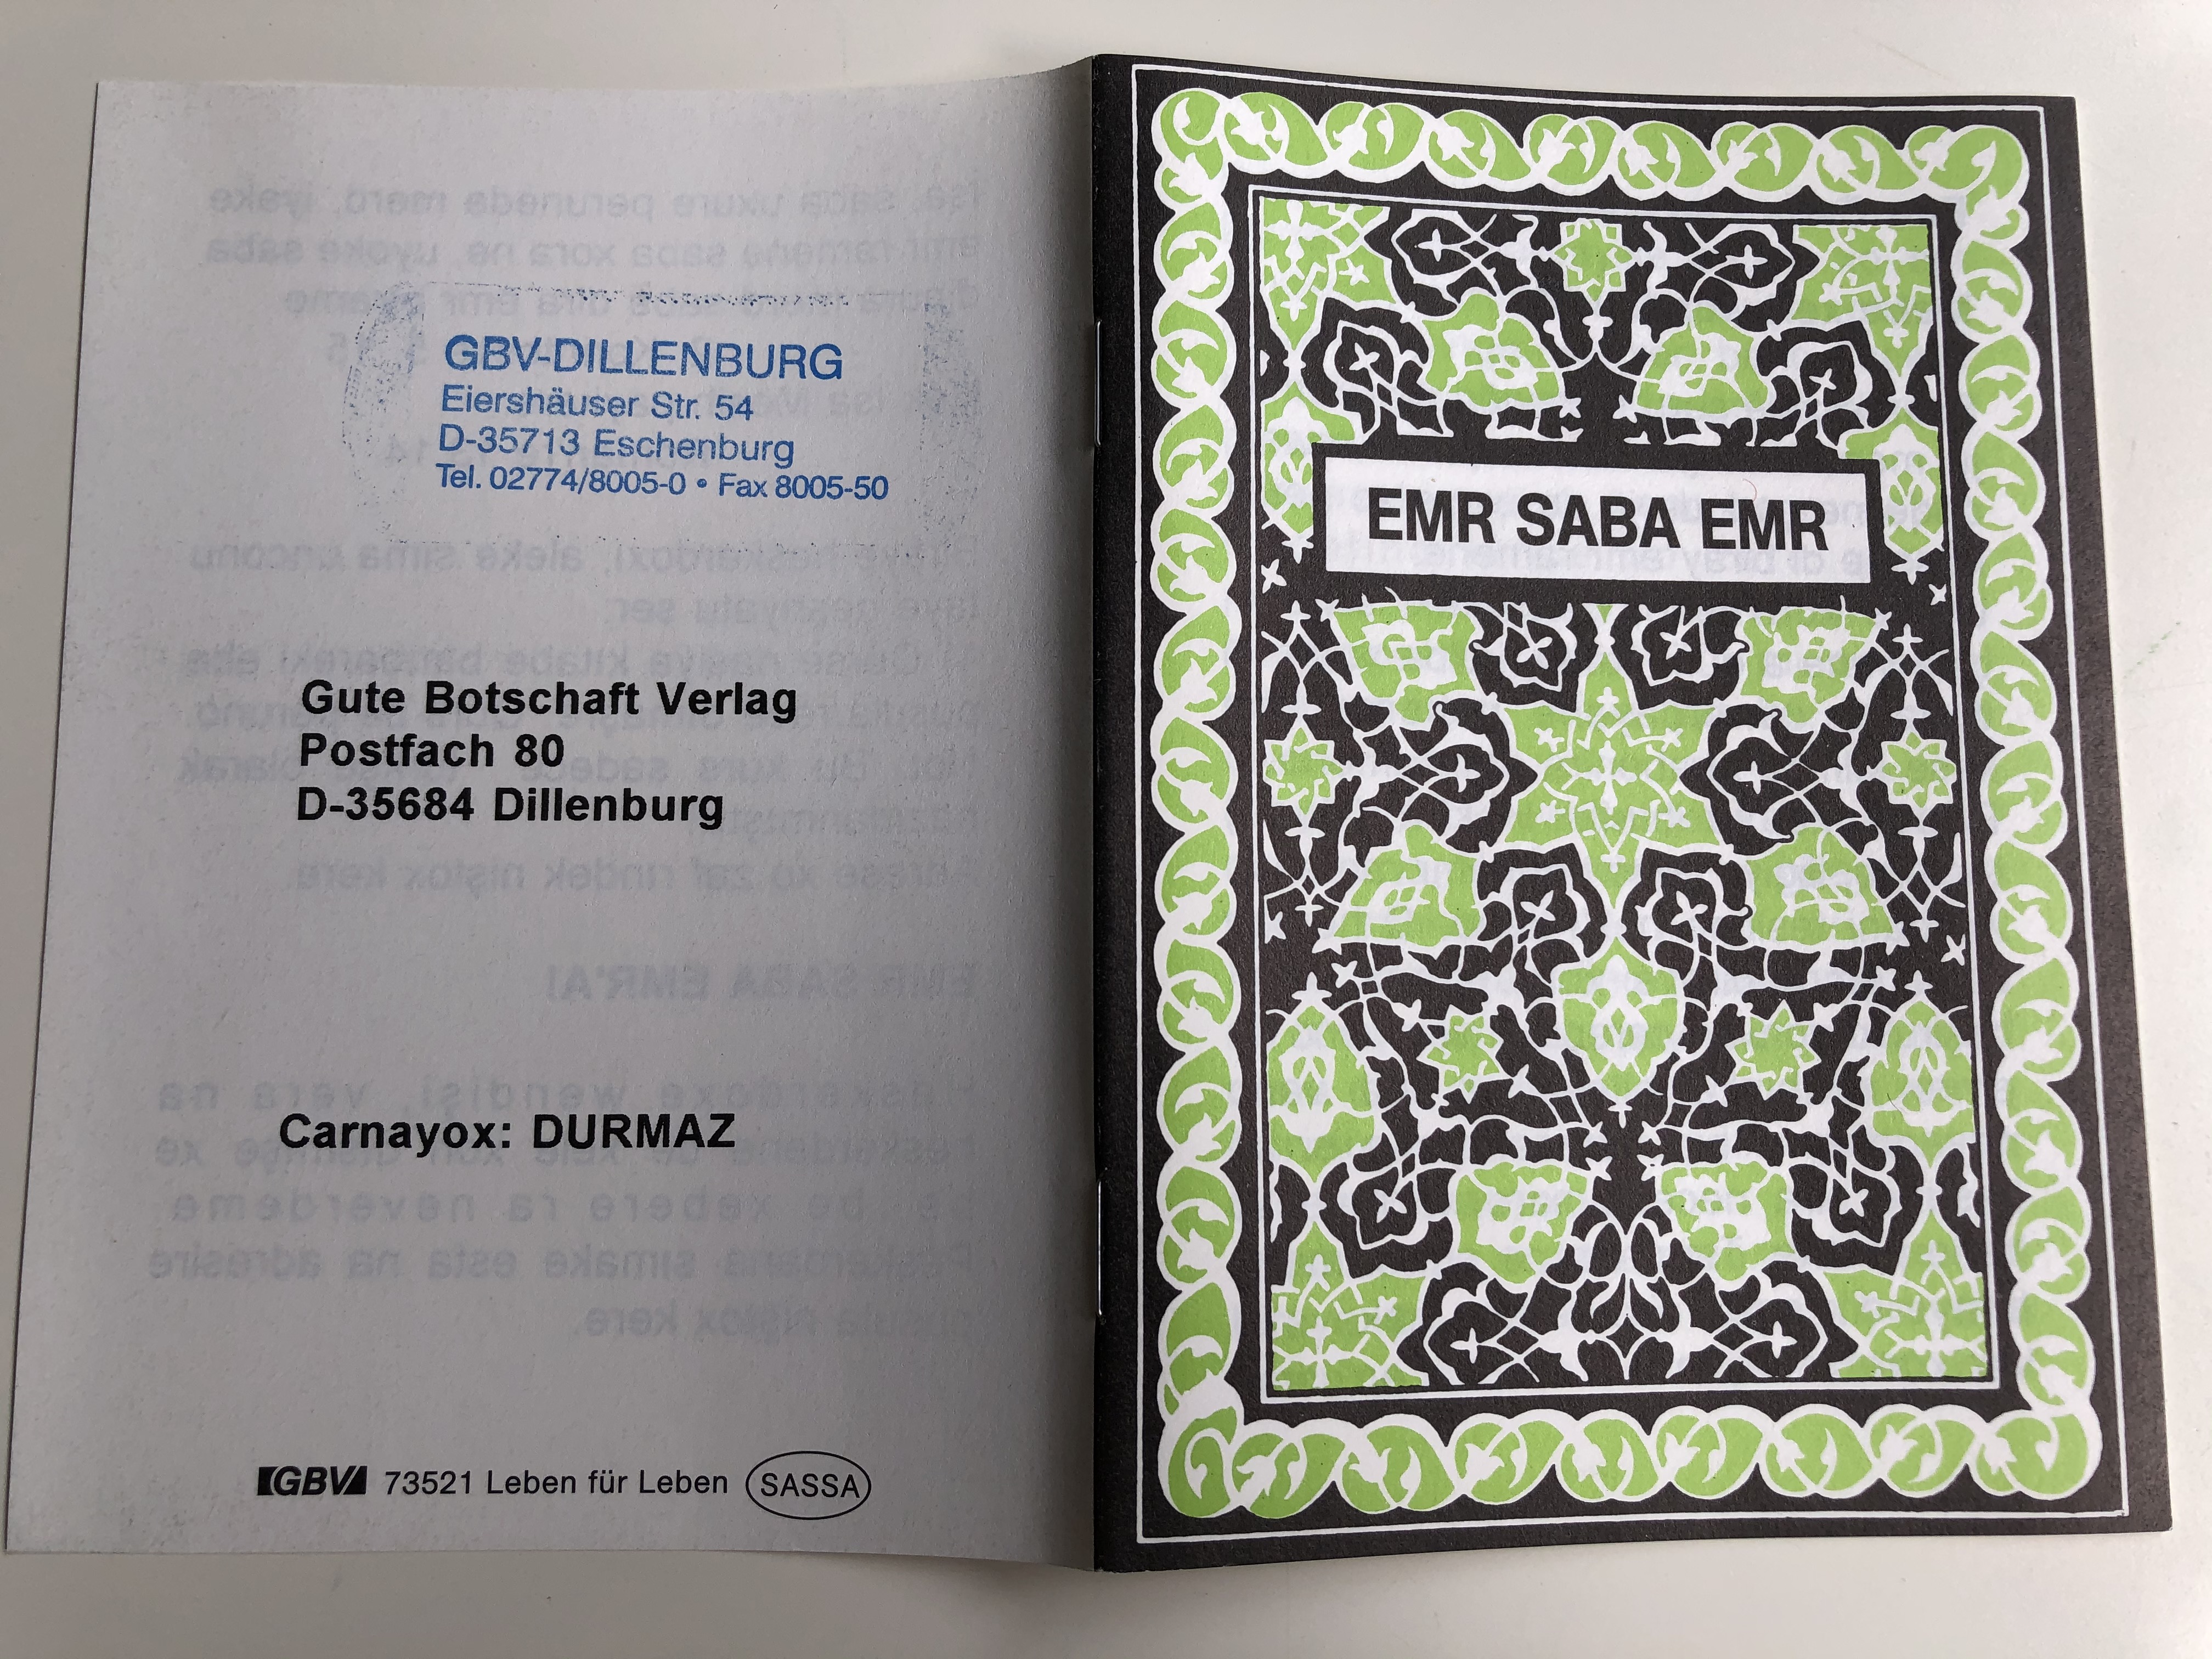 GBV-DILLENBURG
Eiershäuser Str. 54
D-35713 Eschenburg
Tel. 02774/8005-0 • Fax 8005-50
Gute Botschaft Verlag
Postfach 80
D-35684 Dillenburg
Carnayox: DURMAZ
GBV 73521 Leben für Leben SASSA
EMR SABA EMR